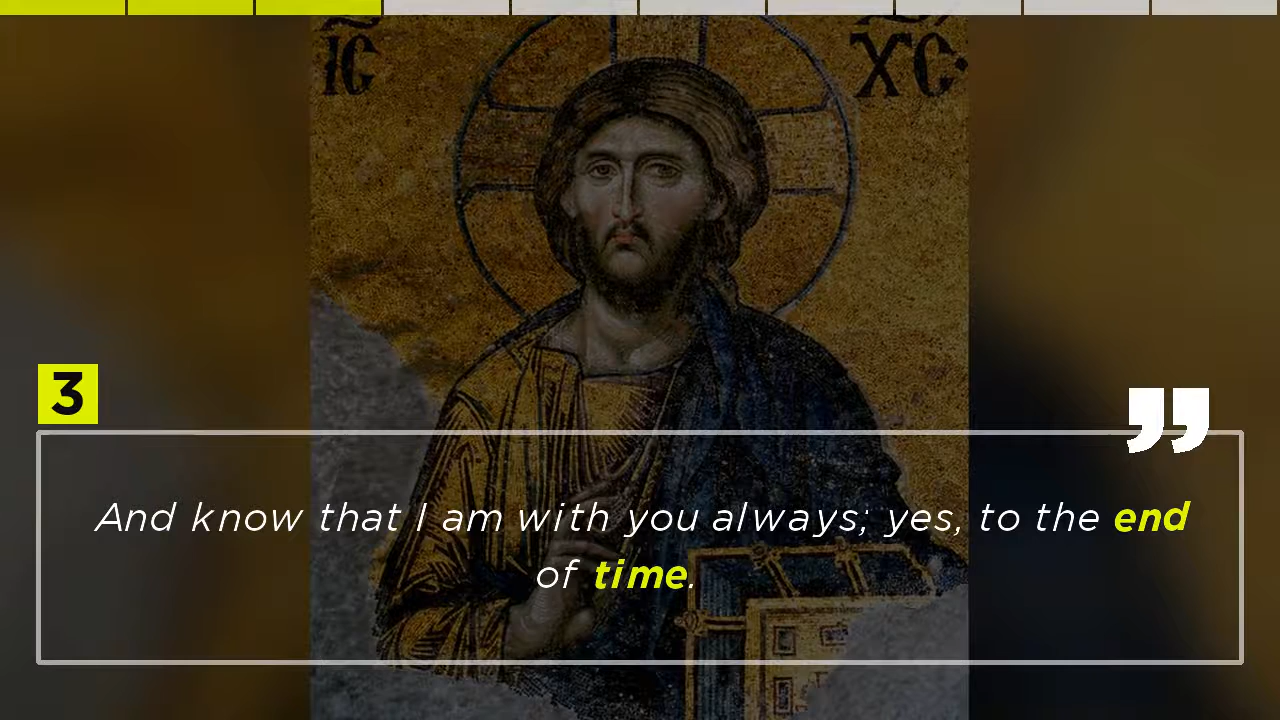 IC XC
3
”
And know that I am with you always; yes, to the end
of time.